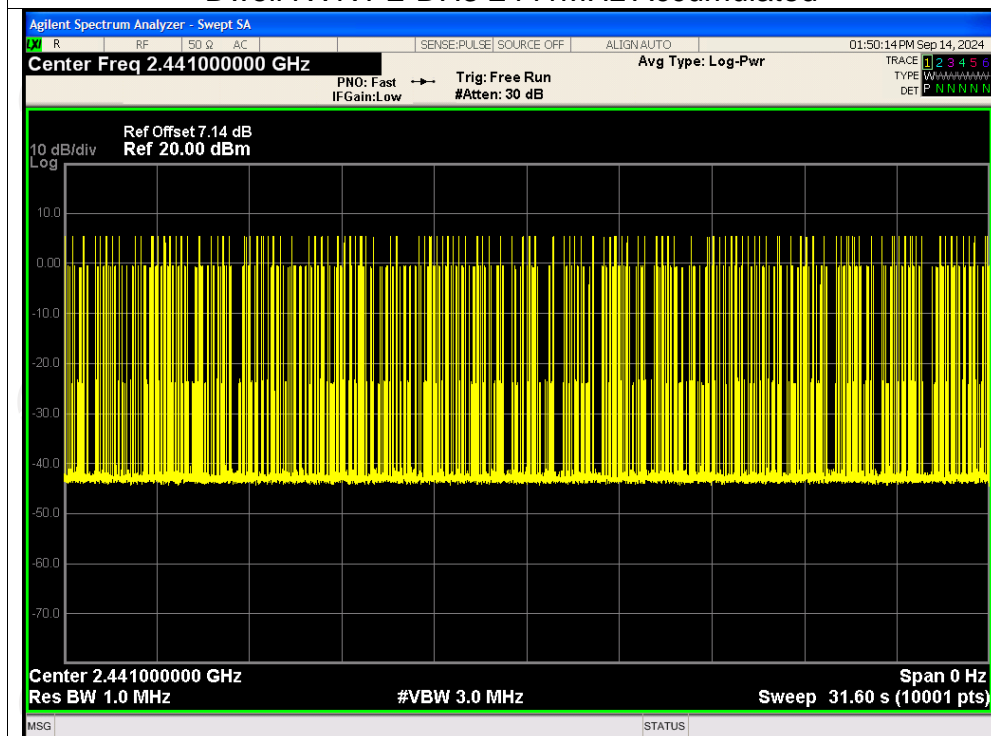 Agilent Spectrum Analyzer - Swept SA
LXI R RF 50 Ω AC SENSE:PULSE SOURCE OFF ALIGN AUTO 01:50:14 PM Sep 14, 2024
Center Freq 2.441000000 GHz
Avg Type: Log-Pwr
TRACE 1 2 3 4 5 6
PNO: Fast Trig: Free Run
TYPE W
IFGain:Low #Atten: 30 dB
DET P N N N N N
Ref Offset 7.14 dB
10 dB/div Ref 20.00 dBm
Log
10.0
0.00
-10.0
-20.0
-30.0
-40.0
-50.0
-60.0
-70.0
Center 2.441000000 GHz Span 0 Hz
Res BW 1.0 MHz #VBW 3.0 MHz Sweep 31.60 s (10001 pts)
MSG STATUS